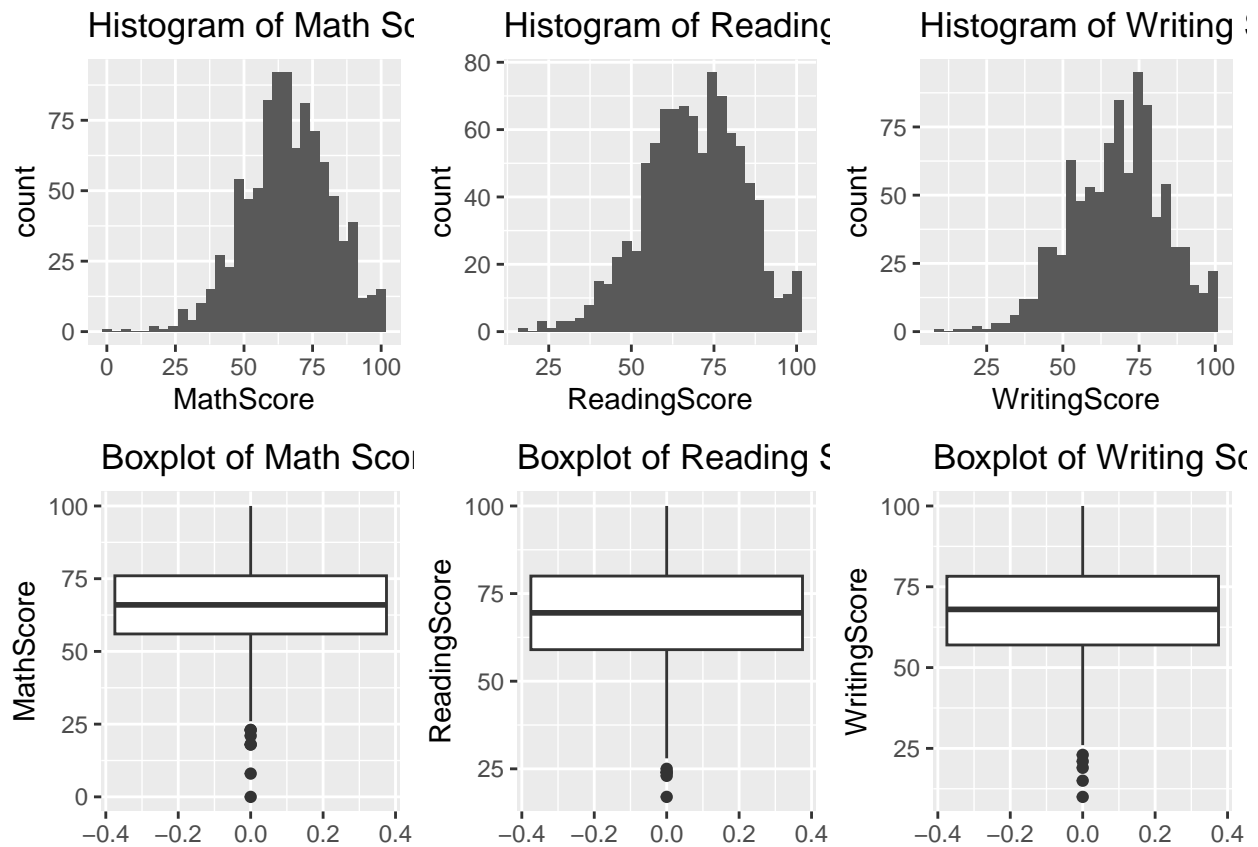 Histogram of Math Sc
75
50
25
0
count
0 25 50 75 100
MathScore
Histogram of Reading
80
60
40
20
0
count
25 50 75 100
ReadingScore
Histogram of Writing S
75
50
25
0
count
25 50 75 100
WritingScore
Boxplot of Math Scor
100
75
50
25
0
MathScore
−0.4 −0.2 0.0 0.2 0.4
Boxplot of Reading S
100
75
50
25
ReadingScore
−0.4 −0.2 0.0 0.2 0.4
Boxplot of Writing Sc
100
75
50
25
WritingScore
−0.4 −0.2 0.0 0.2 0.4